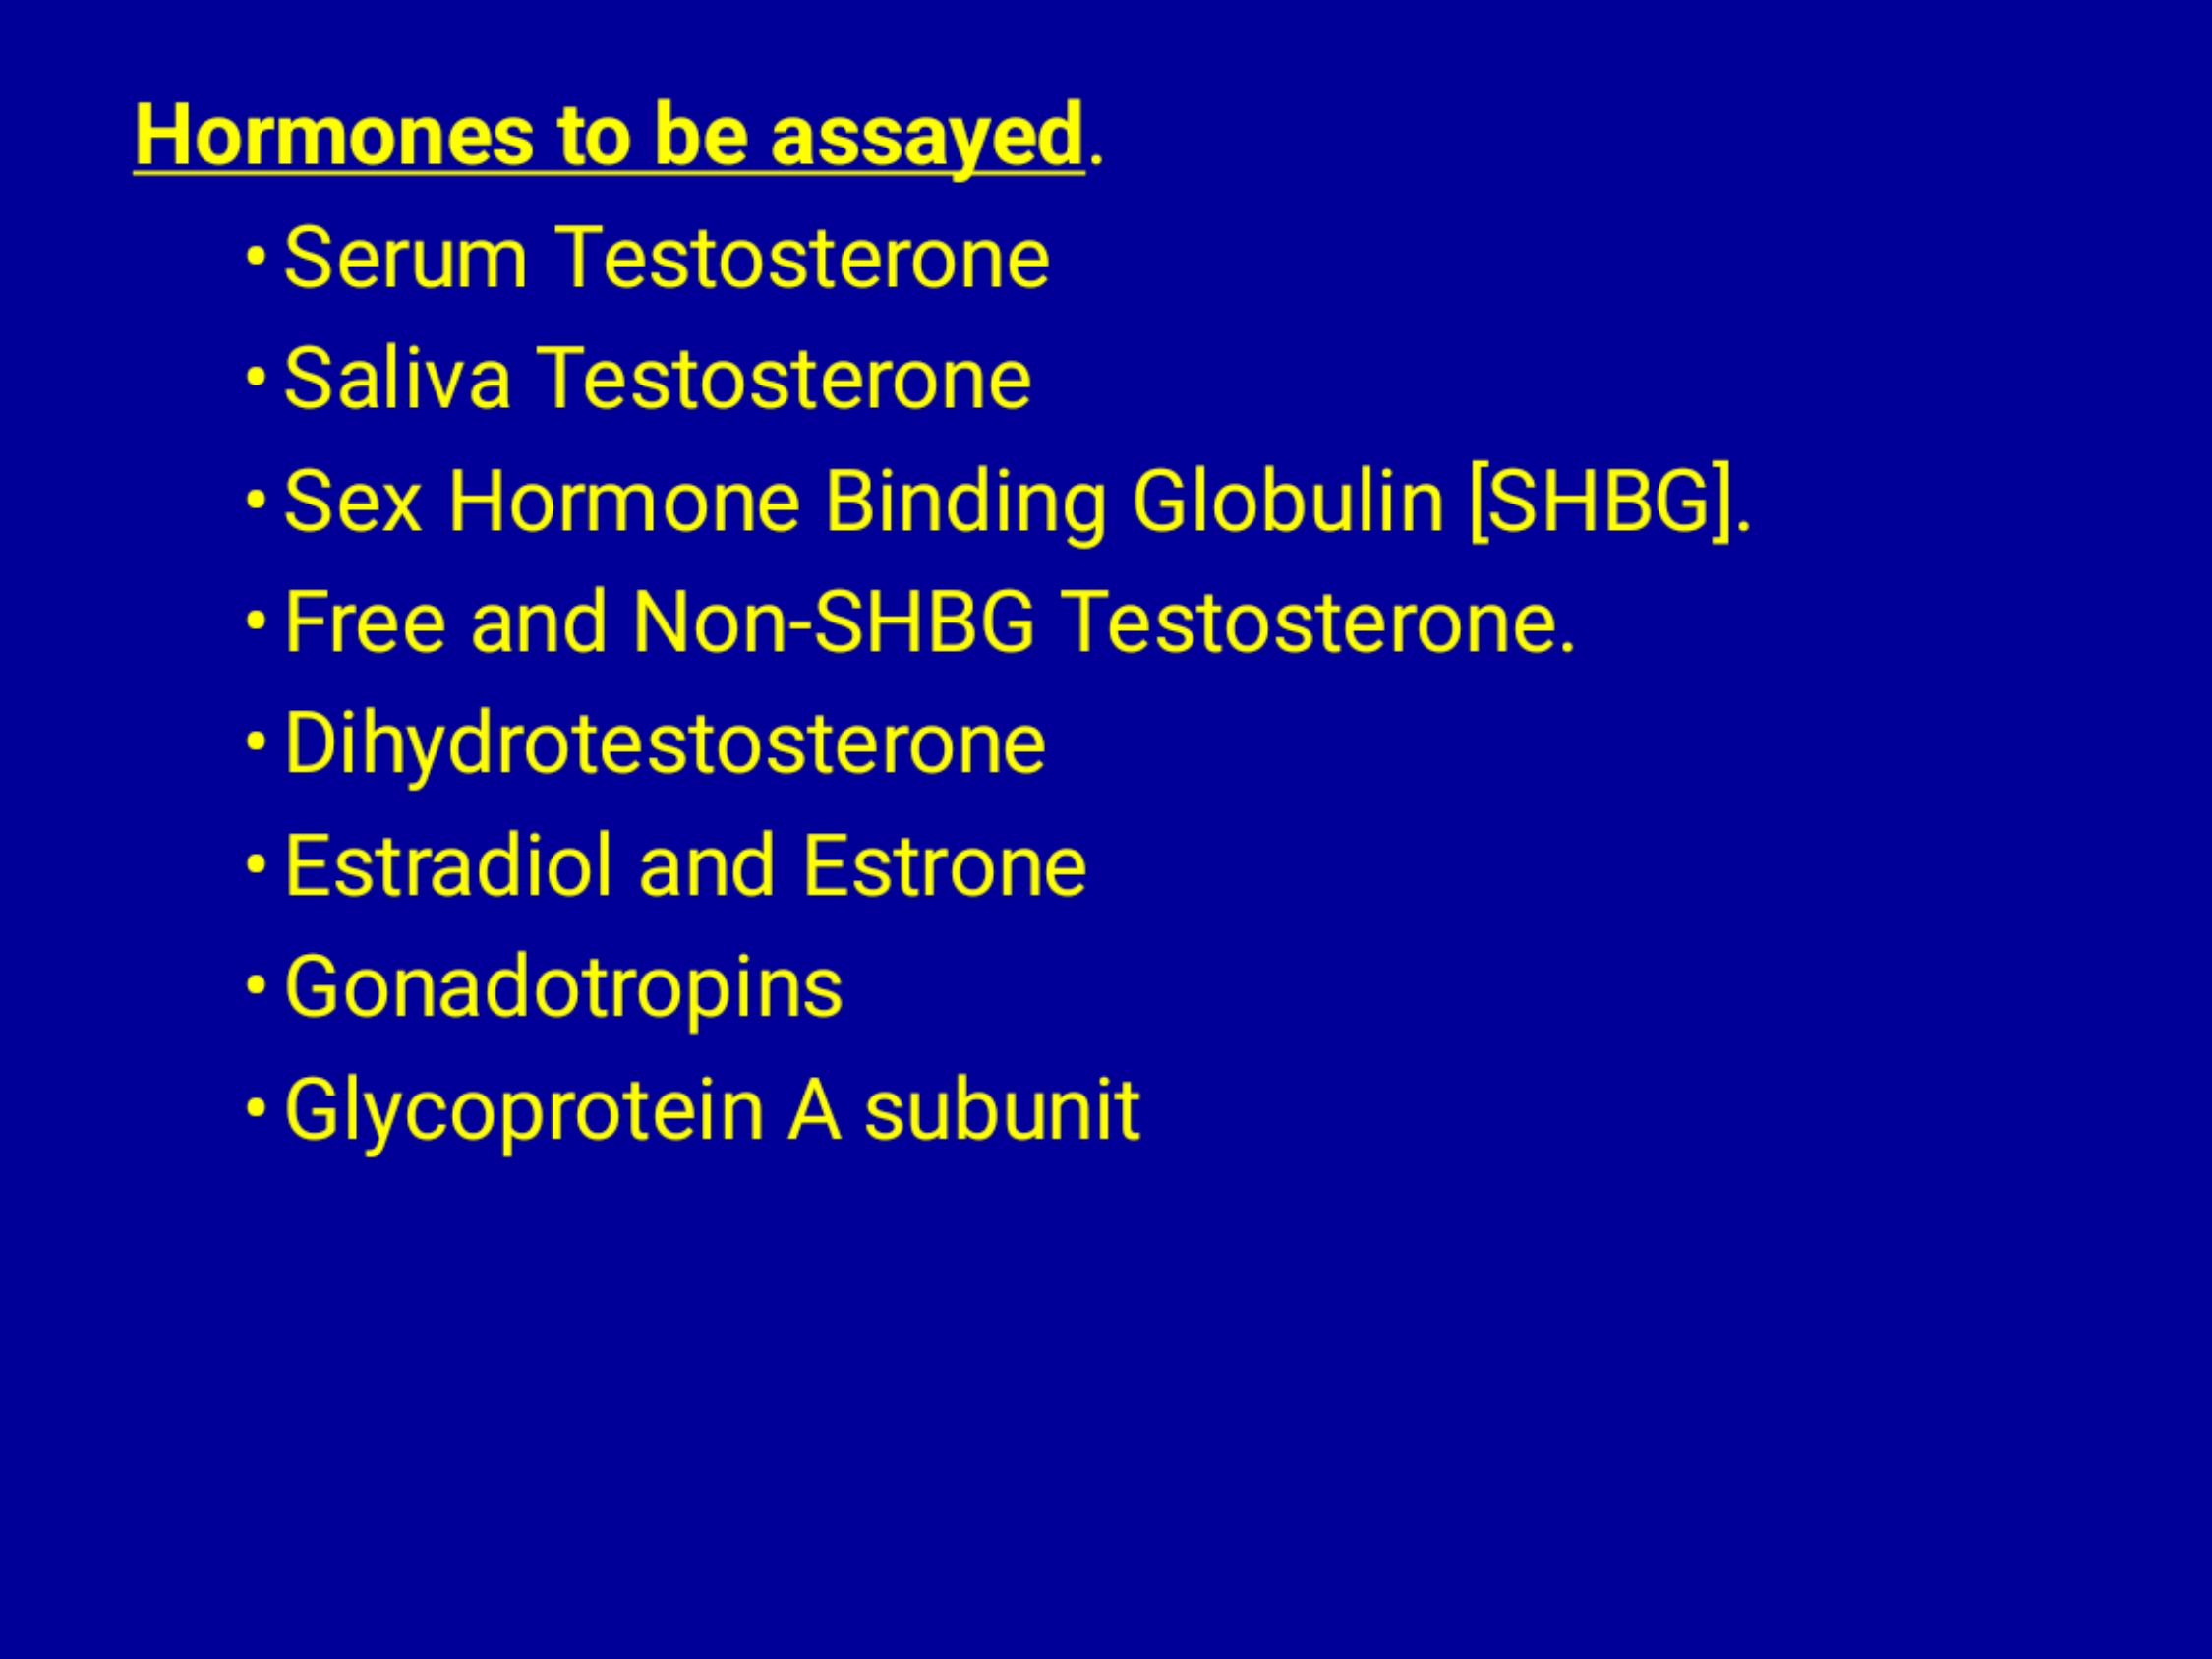 Hormones to be assayed.
• Serum Testosterone
• Saliva Testosterone
• Sex Hormone Binding Globulin [SHBG].
• Free and Non-SHBG Testosterone.
• Dihydrotestosterone
• Estradiol and Estrone
• Gonadotropins
• Glycoprotein A subunit